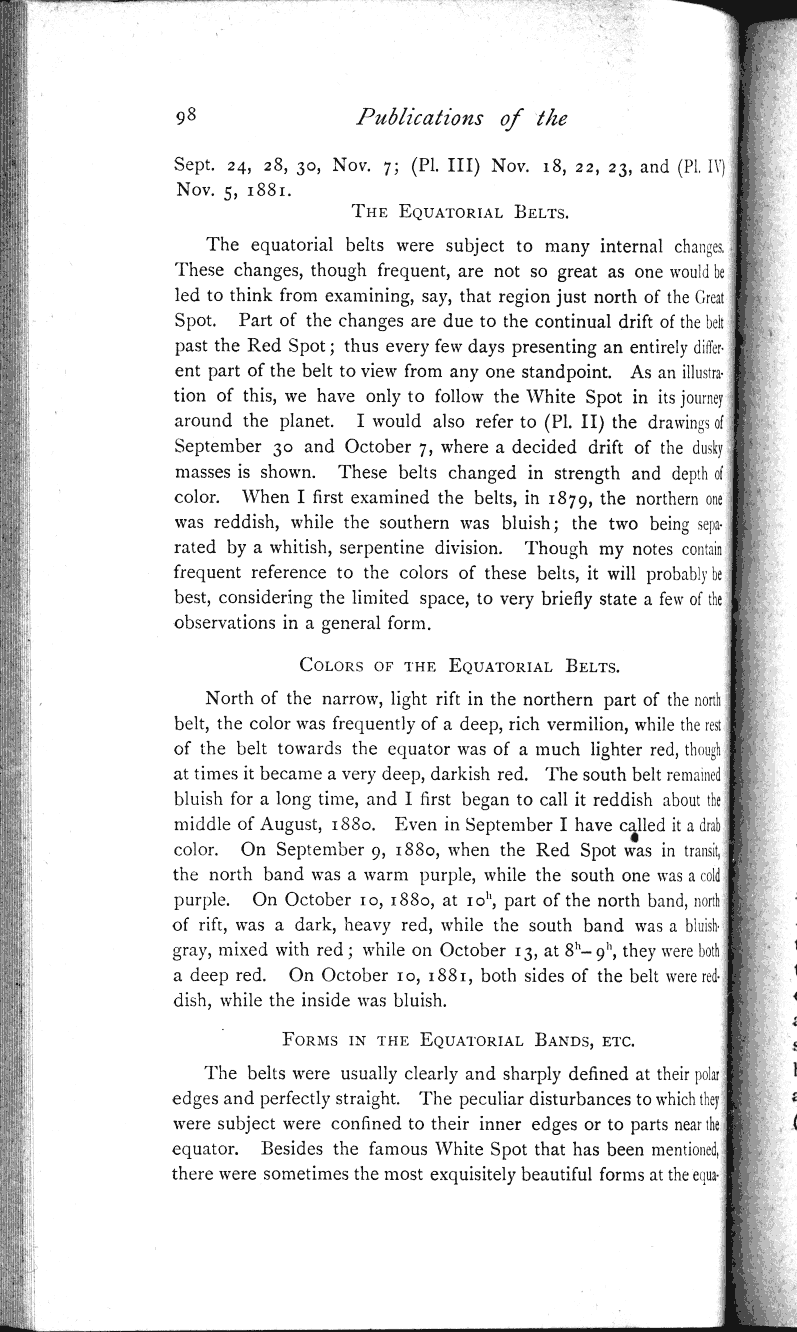 98 Publications of the
Sept. 24, 28, 30, Nov. 7; (Pl. III) Nov. 18, 22, 23, and (Pl. IV)
Nov. 5, 1881.
THE EQUATORIAL BELTS.
The equatorial belts were subject to many internal changes.
These changes, though frequent, are not so great as one would be
led to think from examining, say, that region just north of the Great
Spot. Part of the changes are due to the continual drift of the belt
past the Red Spot; thus every few days presenting an entirely differ-
ent part of the belt to view from any one standpoint. As an illustra-
tion of this, we have only to follow the White Spot in its journey
around the planet. I would also refer to (Pl. II) the drawings of
September 30 and October 7, where a decided drift of the dusky
masses is shown. These belts changed in strength and depth of
color. When I first examined the belts, in 1879, the northern one
was reddish, while the southern was bluish; the two being sepa-
rated by a whitish, serpentine division. Though my notes contain
frequent reference to the colors of these belts, it will probably be
best, considering the limited space, to very briefly state a few of the
observations in a general form.
COLORS OF THE EQUATORIAL BELTS.
North of the narrow, light rift in the northern part of the north
belt, the color was frequently of a deep, rich vermilion, while the rest
of the belt towards the equator was of a much lighter red, though
at times it became a very deep, darkish red. The south belt remained
bluish for a long time, and I first began to call it reddish about the
middle of August, 1880. Even in September I have called it a drab
color. On September 9, 1880, when the Red Spot was in transit,
the north band was a warm purple, while the south one was a cold
purple. On October 10, 1880, at 10ʰ, part of the north band, north
of rift, was a dark, heavy red, while the south band was a bluish-
gray, mixed with red; while on October 13, at 8ʰ–9ʰ, they were both
a deep red. On October 10, 1881, both sides of the belt were red-
dish, while the inside was bluish.
FORMS IN THE EQUATORIAL BANDS, ETC.
The belts were usually clearly and sharply defined at their polar
edges and perfectly straight. The peculiar disturbances to which they
were subject were confined to their inner edges or to parts near the
equator. Besides the famous White Spot that has been mentioned,
there were sometimes the most exquisitely beautiful forms at the equa-